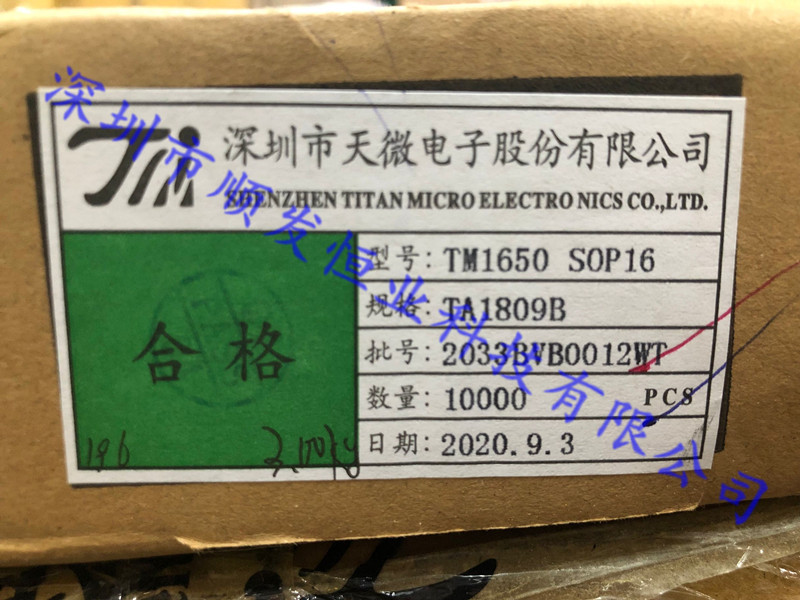 深圳市天微电子股份有限公司
SHENZHEN TITAN MICRO ELECTRO NICS CO.,LTD.
合格
型号: TM1650 SOP16
规格: TA1809B
批号: 2033BVB0012WT
数量: 10000 PCS
日期: 2020.9.3
196
深圳市顺发恒业科技有限公司